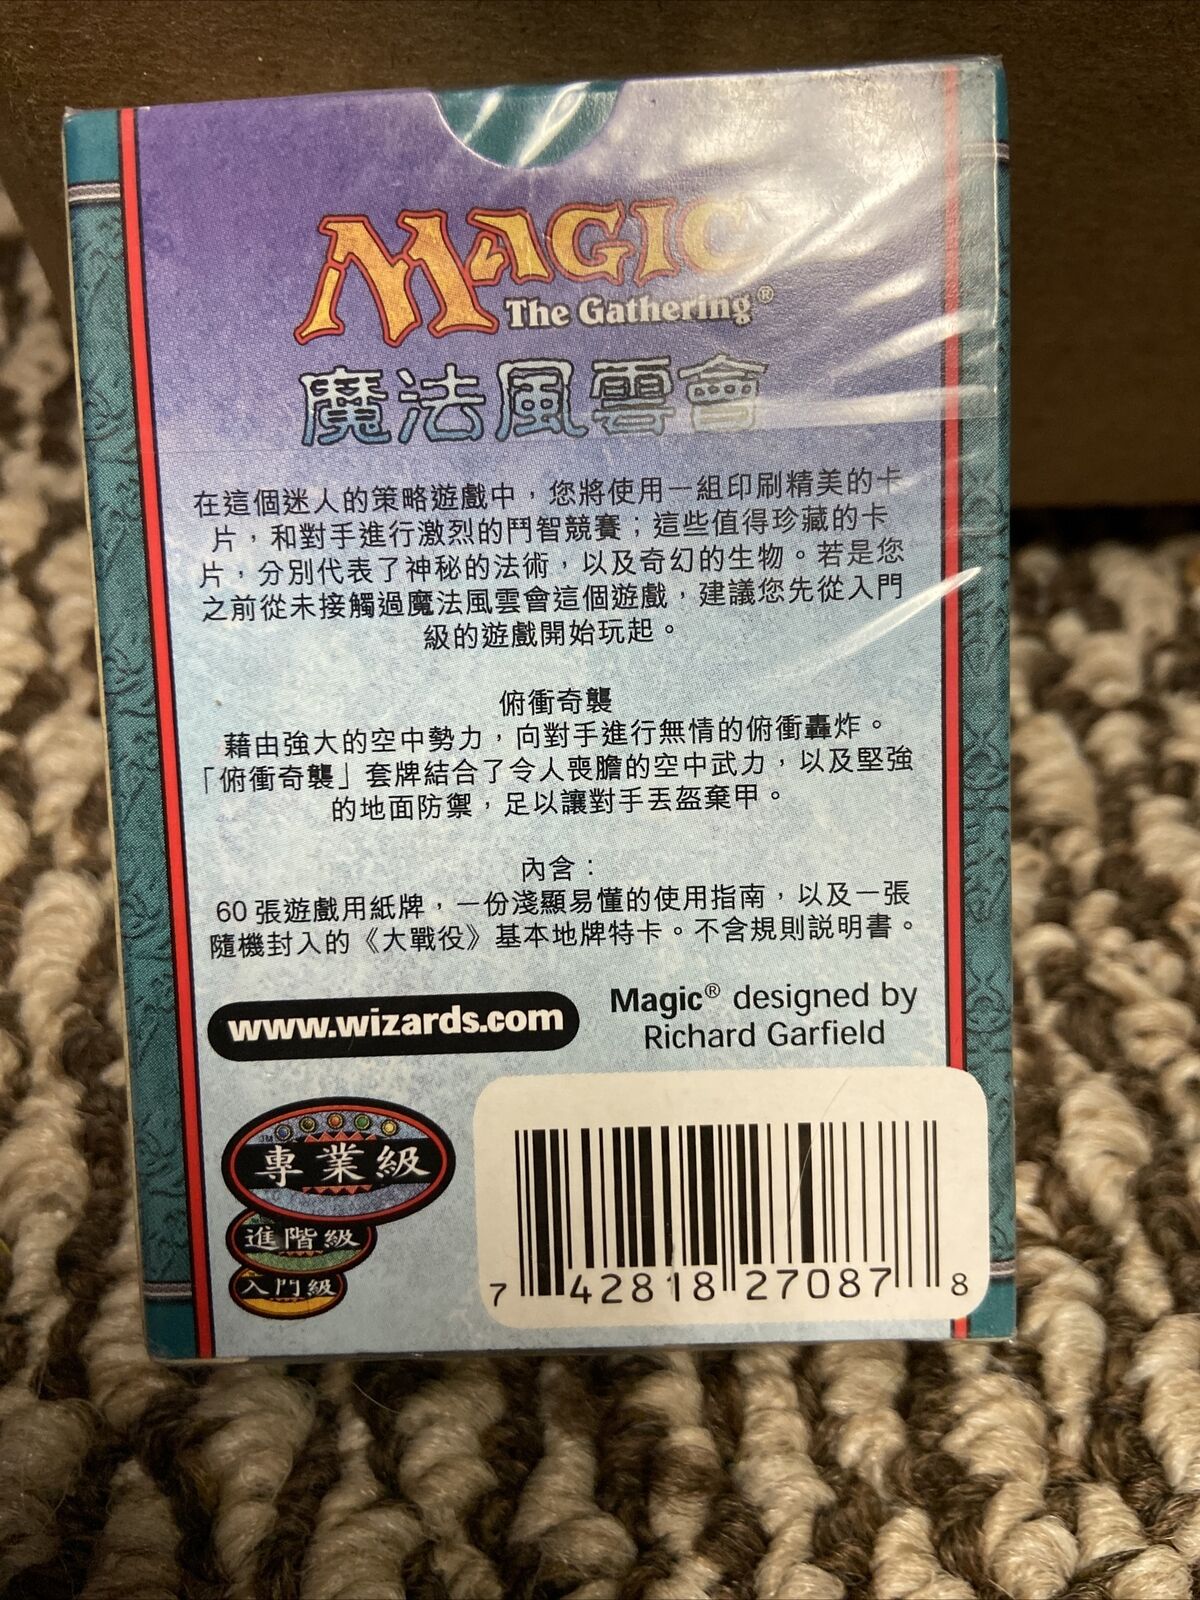 MAGIC
The Gathering®
魔法風雲會
在這個迷人的策略遊戲中，您將使用一組印刷精美的卡
片，和對手進行激烈的鬥智競賽；這些值得珍藏的卡
片，分別代表了神秘的法術，以及奇幻的生物。若是您
之前從未接觸過魔法風雲會這個遊戲，建議您先從入門
級的遊戲開始玩起。
俯衝奇襲
藉由強大的空中勢力，向對手進行無情的俯衝轟炸。
「俯衝奇襲」套牌結合了令人喪膽的空中武力，以及堅強
的地面防禦，足以讓對手丟盔棄甲。
內含：
60張遊戲用紙牌，一份淺顯易懂的使用指南，以及一張
隨機封入的《大戰役》基本地牌特卡。不含規則説明書。
www.wizards.com
Magic® designed by
Richard Garfield
TM
專業級
進階級
入門級
7 42818 27087 8